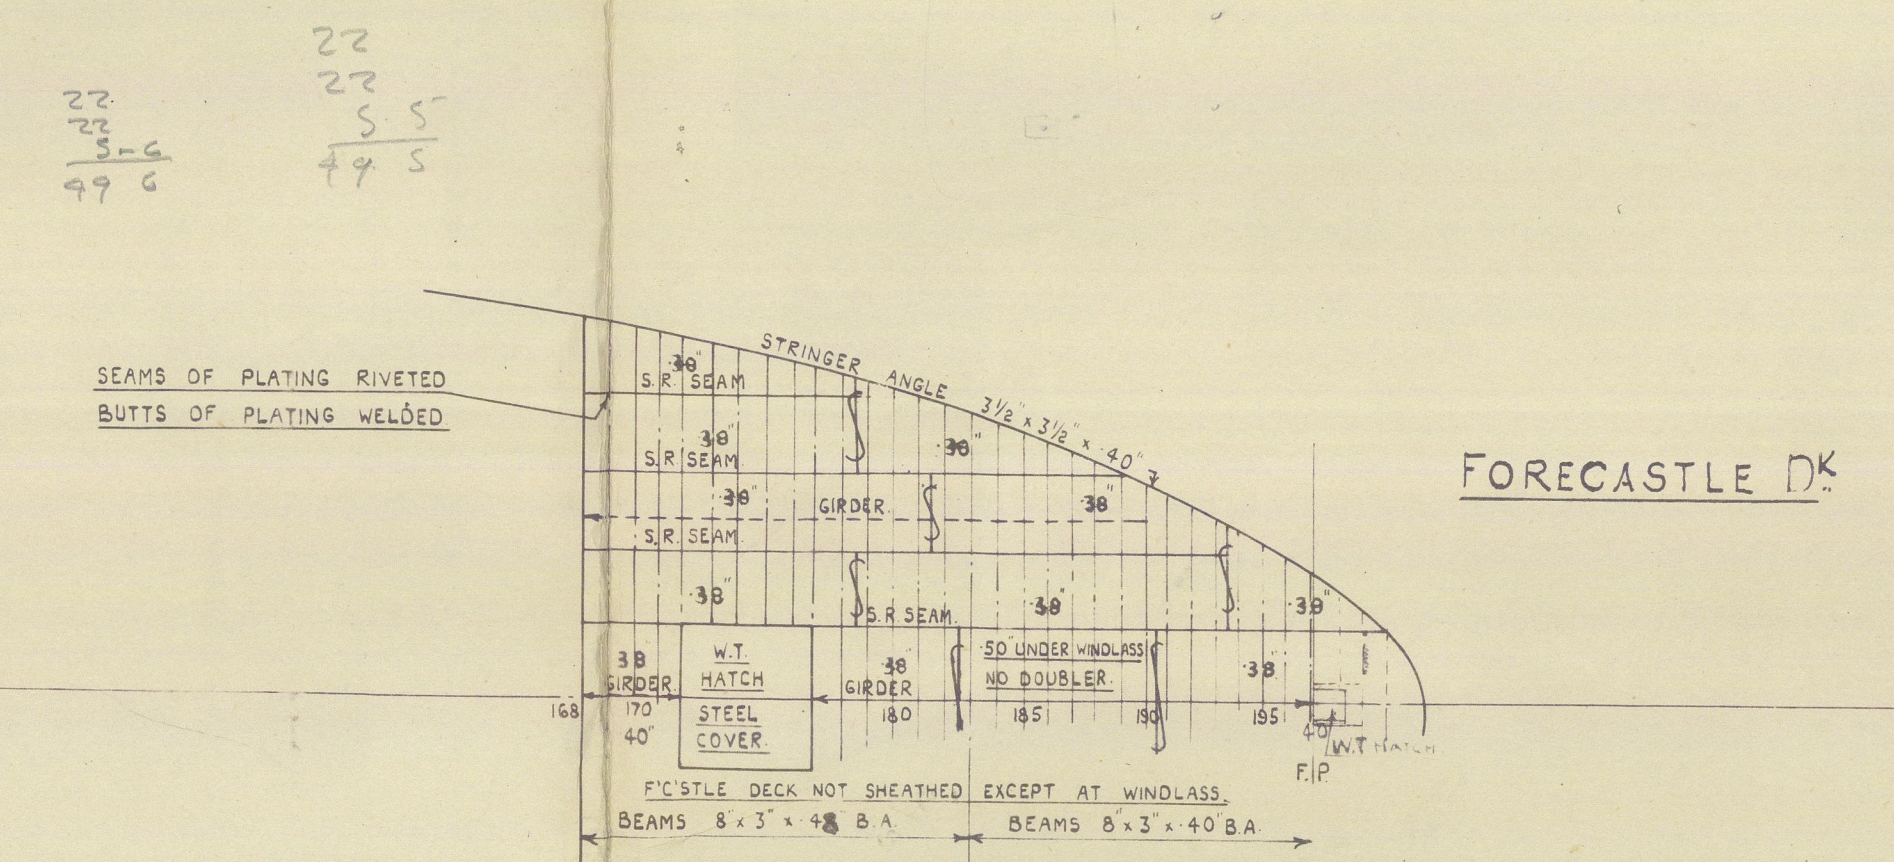 22
22
5-6
49 6
22
22
5 5
49 5
STRINGER ANGLE 3½" x 3½" x .40"
SEAMS OF PLATING RIVETED
BUTTS OF PLATING WELDED
S.R. SEAM
.38"
S.R. SEAM
.38"
GIRDER
.38"
S.R. SEAM
.38"
S.R. SEAM.
.38"
.38"
FORECASTLE DK
38
GIRDER
W.T.
HATCH
STEEL
COVER.
.38"
GIRDER
.50" UNDER WINDLASS
NO DOUBLER.
.38"
168
170
180
185
190
195
40"
40
W.T HATCH
F.P.
F'C'STLE DECK NOT SHEATHED EXCEPT AT WINDLASS.
BEAMS 8" x 3" x .48 B.A.
BEAMS 8" x 3" x .40" B.A.